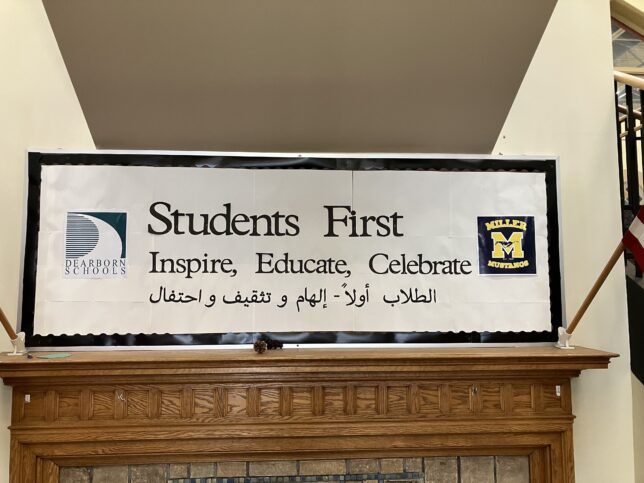 Students First
Inspire, Educate, Celebrate
الطلاب أولاً - إلهام و تثقيف و احتفال
DEARBORN
SCHOOLS
MILLER
M
MUSTANGS